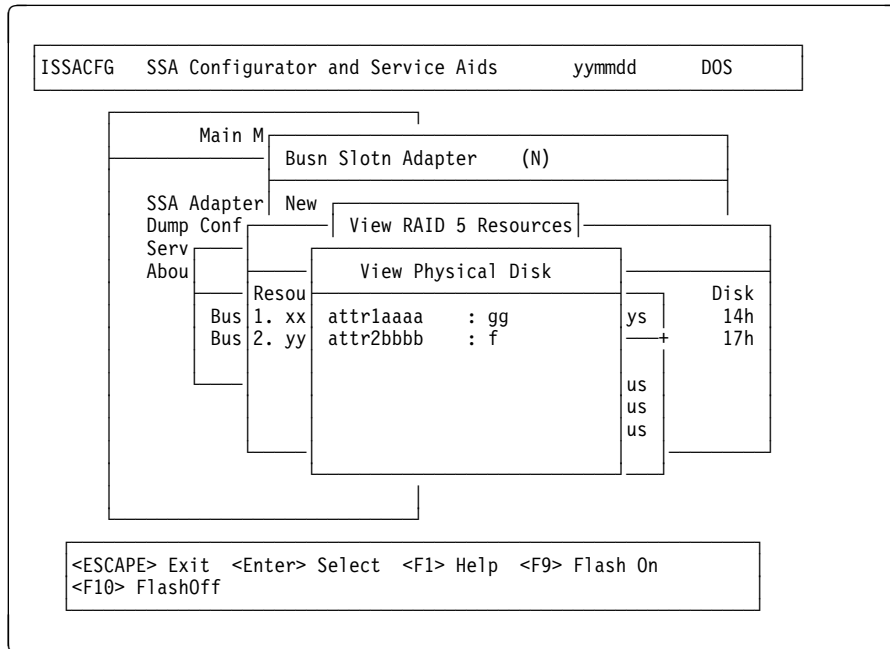 ISSACFG SSA Configurator and Service Aids yymmdd DOS
Main M
Busn Slotn Adapter (N)
SSA Adapter New
Dump Conf View RAID 5 Resources
Serv
Abou View Physical Disk
Resou Disk
Bus 1. xx attr1aaaa : gg ys 14h
Bus 2. yy attr2bbbb : f 17h
us
us
us
<ESCAPE> Exit <Enter> Select <F1> Help <F9> Flash On
<F10> FlashOff